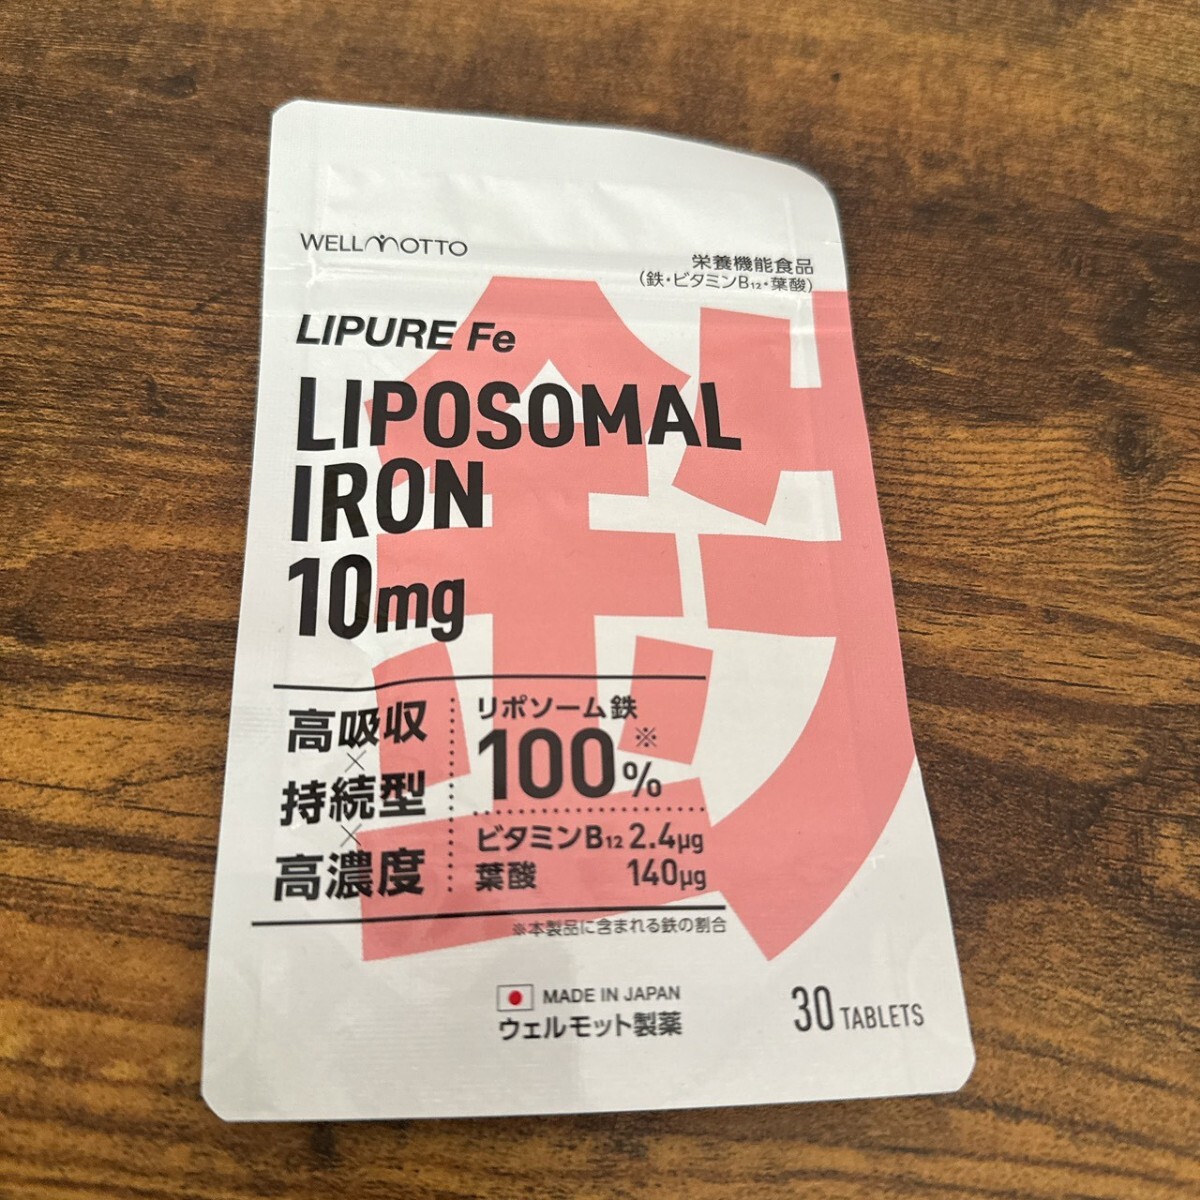 WELLMOTTO
栄養機能食品
(鉄・ビタミンB₁₂・葉酸)
LIPURE Fe
LIPOSOMAL
IRON
10mg
高吸収
×
持続型
×
高濃度
リポソーム鉄
100%※
ビタミンB₁₂ 2.4μg
葉酸 140μg
※本製品に含まれる鉄の割合
MADE IN JAPAN
ウェルモット製薬
30 TABLETS
鉄